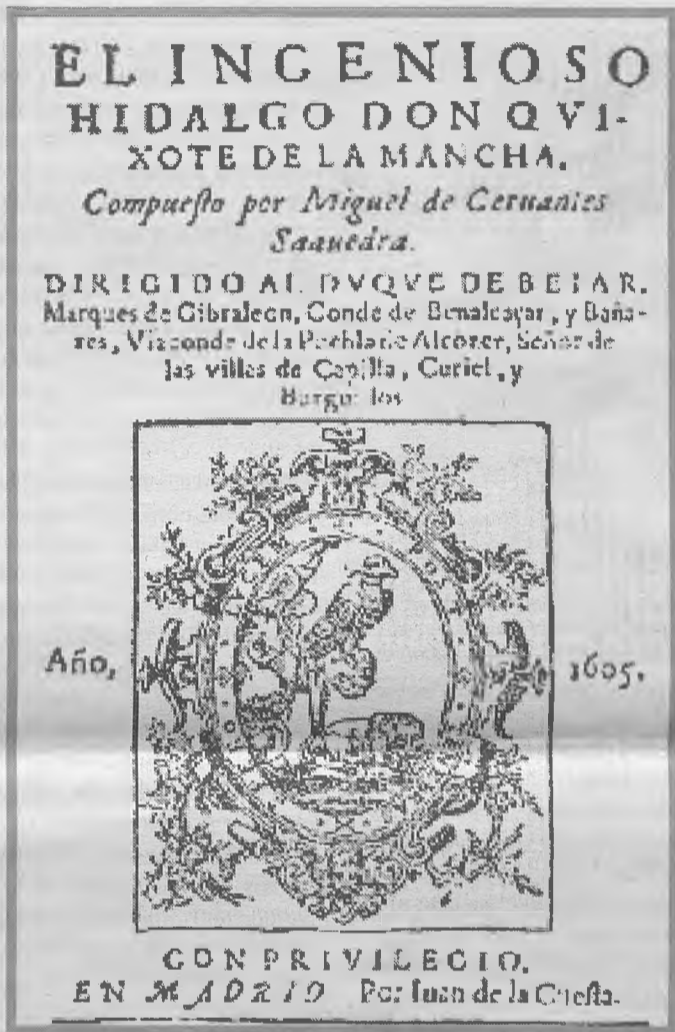 EL INGENIOSO
HIDALGO DON QVI-
XOTE DE LA MANCHA.
Compuesto por Miguel de Ceruantes
Saauedra.
DIRIGIDO AL DVQVE DE BEIAR,
Marques de Gibraleon, Conde de Benalcaçar, y Baña-
res, Vizconde de la Puebla de Alcozer, Señor de
las villas de Capilla, Curiel, y
Burguillos
Año, 1605.
CON PRIVILEGIO,
EN MADRID Por Iuan de la Cuesta.